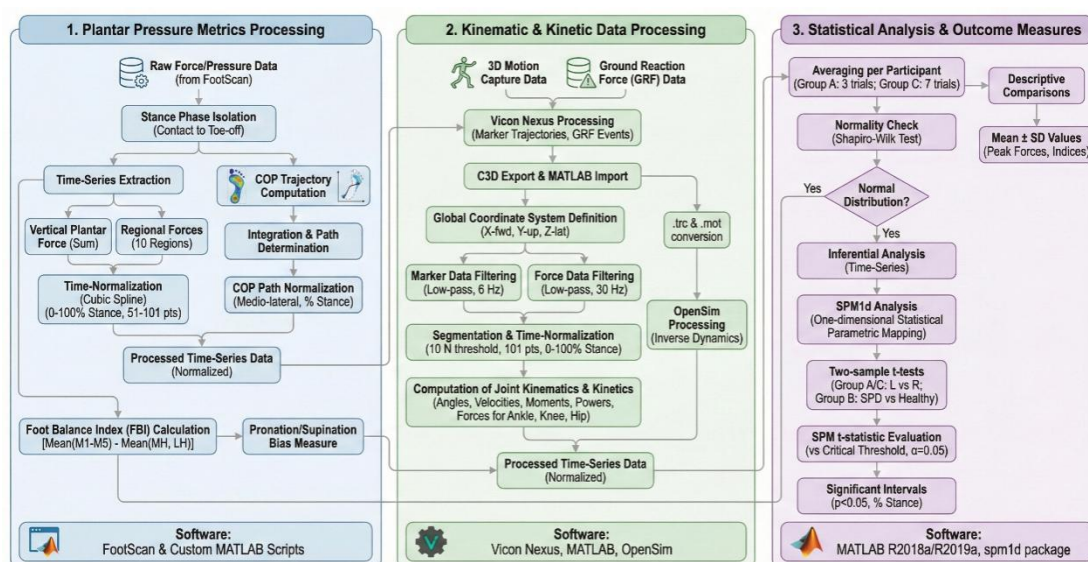 1. Plantar Pressure Metrics Processing
Raw Force/Pressure Data
(from FootScan)
Stance Phase Isolation
(Contact to Toe-off)
Time-Series Extraction
COP Trajectory
Computation
Vertical Plantar
Force (Sum)
Regional Forces
(10 Regions)
Integration & Path
Determination
Time-Normalization
(Cubic Spline)
(0-100% Stance, 51-101 pts)
COP Path Normalization
(Medio-lateral, % Stance)
Processed Time-Series Data
(Normalized)
Foot Balance Index (FBI) Calculation
[Mean(M1-M5) - Mean(MH, LH)]
Pronation/Supination
Bias Measure
Software:
FootScan & Custom MATLAB Scripts
2. Kinematic & Kinetic Data Processing
3D Motion
Capture Data
Ground Reaction
Force (GRF) Data
Vicon Nexus Processing
(Marker Trajectories, GRF Events)
C3D Export & MATLAB Import
Global Coordinate System Definition
(X-fwd, Y-up, Z-lat)
.trc & .mot
conversion
Marker Data Filtering
(Low-pass, 6 Hz)
Force Data Filtering
(Low-pass, 30 Hz)
OpenSim
Processing
(Inverse Dynamics)
Segmentation & Time-Normalization
(10 N threshold, 101 pts, 0-100% Stance)
Computation of Joint Kinematics & Kinetics
(Angles, Velocities, Moments, Powers,
Forces for Ankle, Knee, Hip)
Processed Time-Series Data
(Normalized)
Software:
Vicon Nexus, MATLAB, OpenSim
3. Statistical Analysis & Outcome Measures
Averaging per Participant
(Group A: 3 trials; Group C: 7 trials)
Descriptive
Comparisons
Normality Check
(Shapiro-Wilk Test)
Mean ± SD Values
(Peak Forces, Indices)
Yes
Normal
Distribution?
Yes
Inferential Analysis
(Time-Series)
SPM1d Analysis
(One-dimensional Statistical
Parametric Mapping)
Two-sample t-tests
(Group A/C: L vs R;
Group B: SPD vs Healthy)
SPM t-statistic Evaluation
(vs Critical Threshold, α=0.05)
Significant Intervals
(p<0.05, % Stance)
Software:
MATLAB R2018a/R2019a, spm1d package